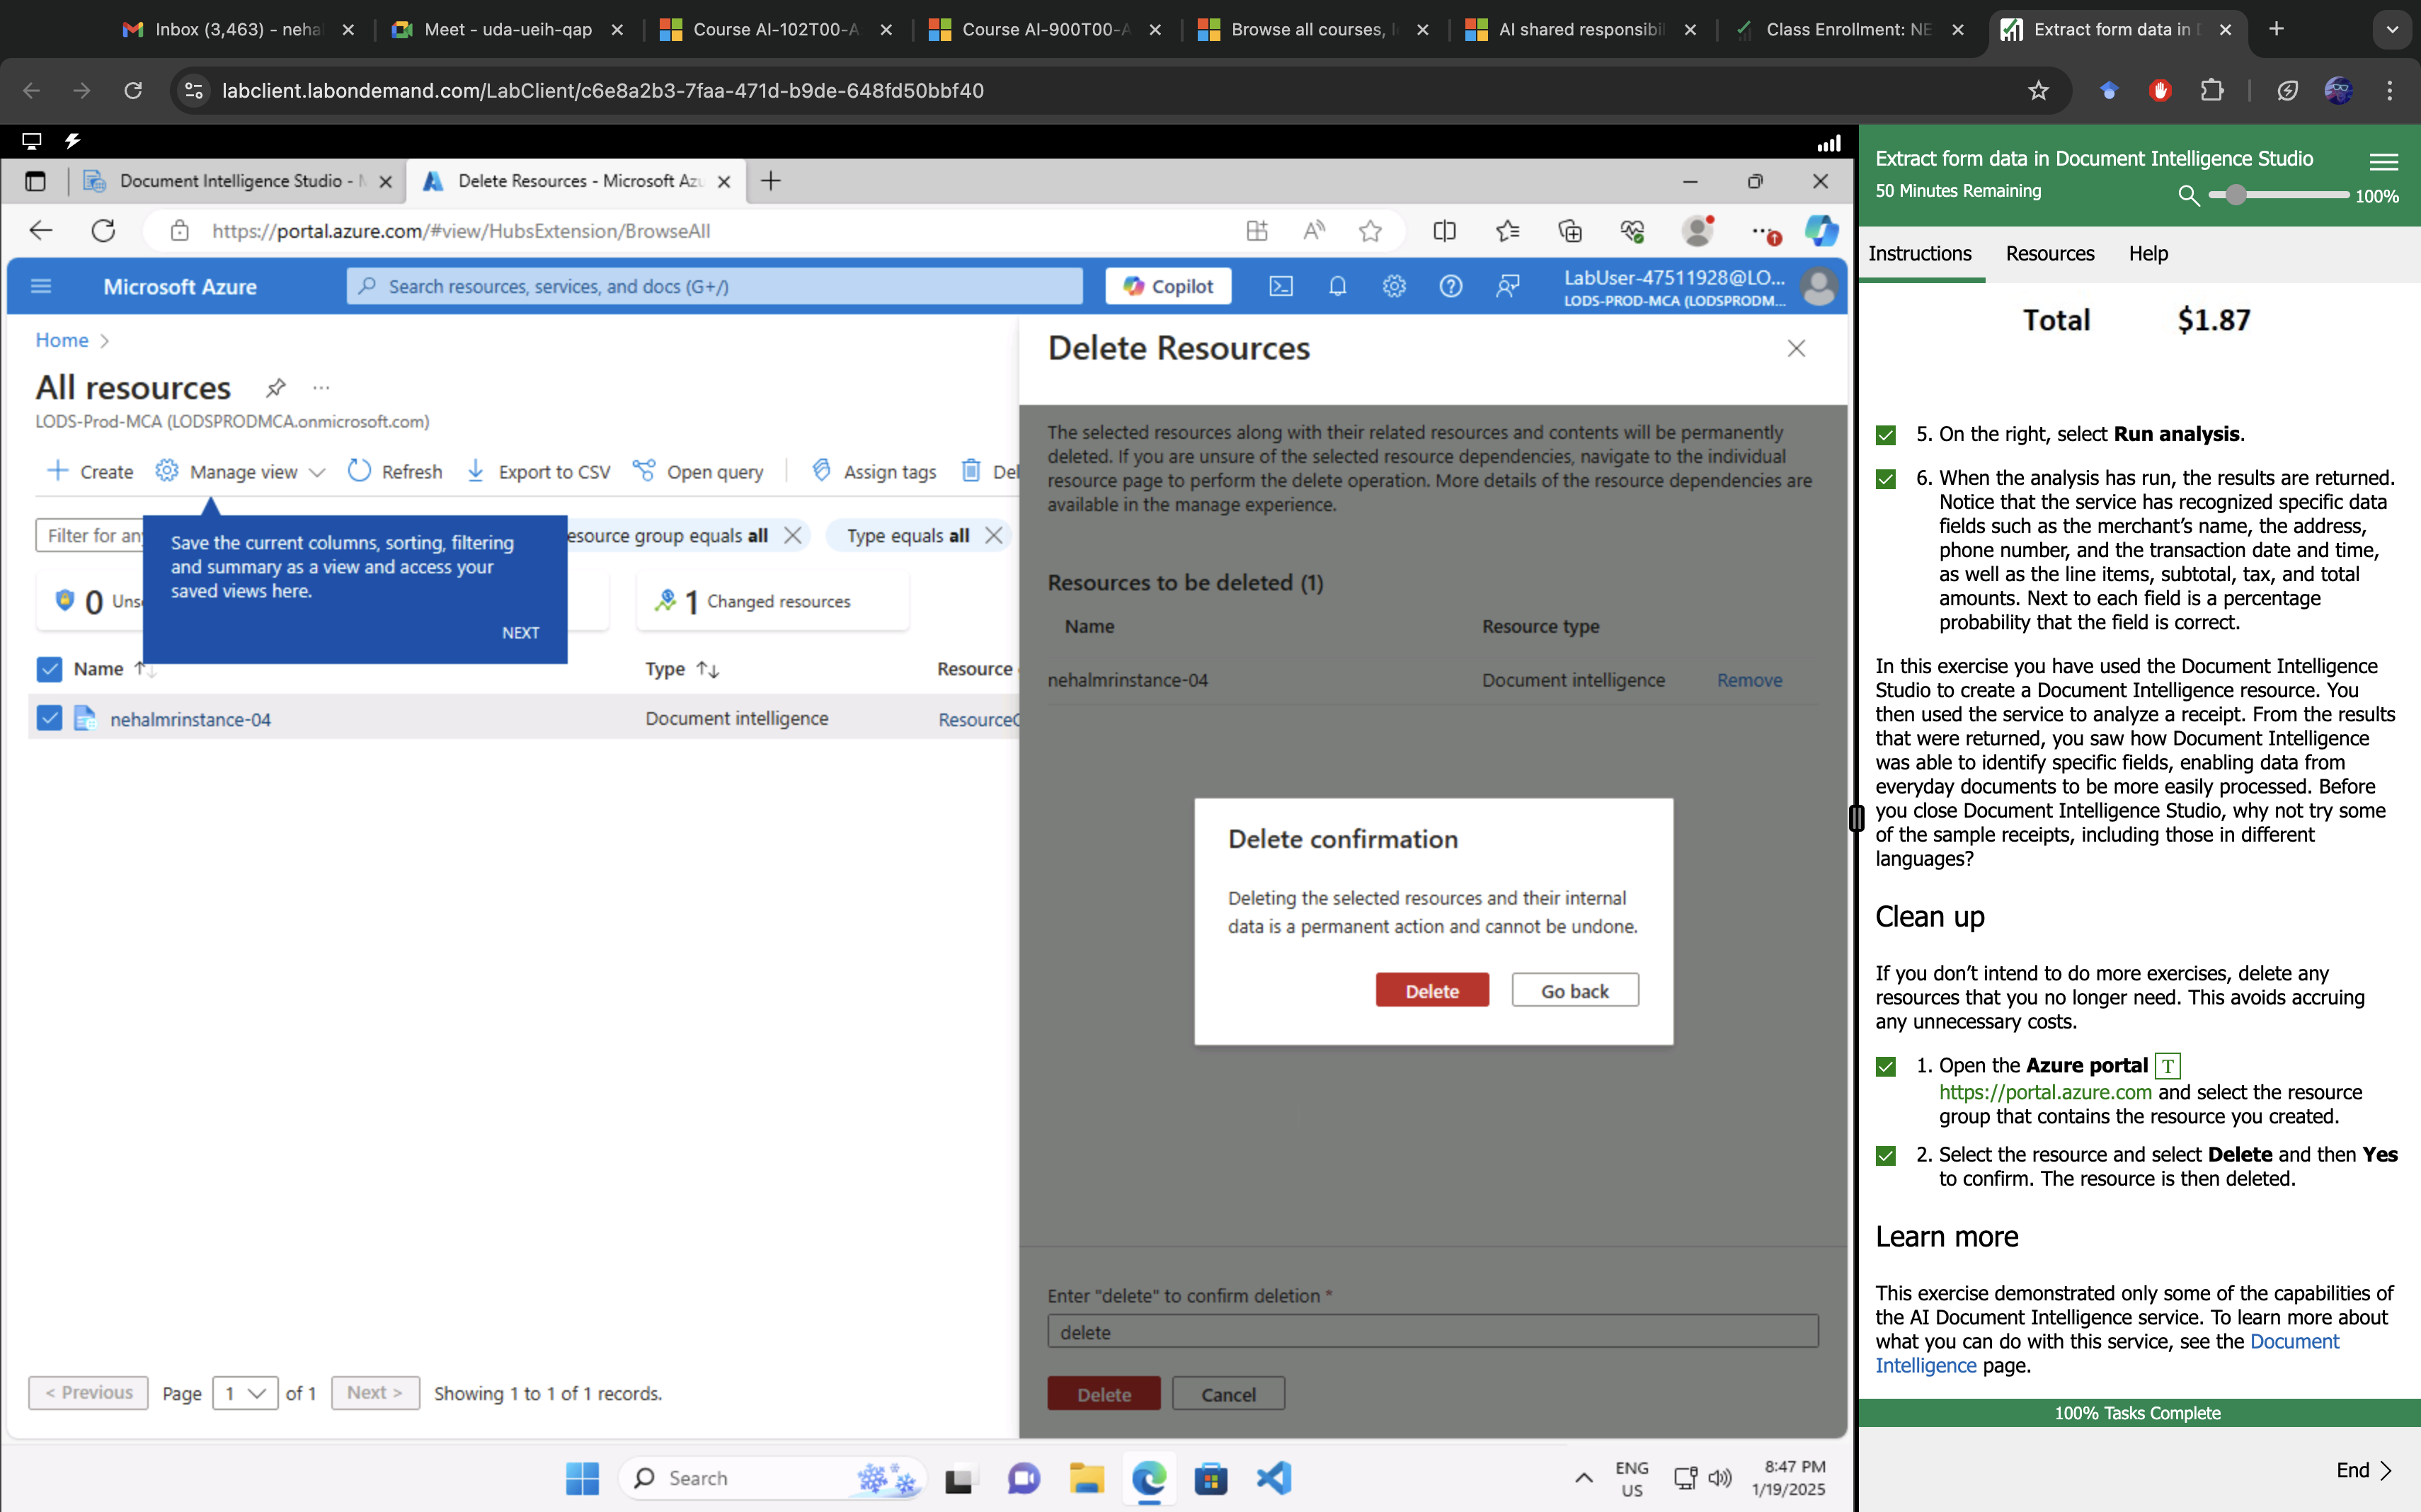 Inbox (3,463) - neha
Meet - uda-ueih-qap
Course AI-102T00-A
Course AI-900T00-A
Browse all courses, l
AI shared responsibil
Class Enrollment: NE
Extract form data in D
labclient.labondemand.com/LabClient/c6e8a2b3-7faa-471d-b9de-648fd50bbf40
Document Intelligence Studio - M
Delete Resources - Microsoft Azu
https://portal.azure.com/#view/HubsExtension/BrowseAll
Microsoft Azure
Search resources, services, and docs (G+/)
Copilot
LabUser-47511928@LO...
LODS-PROD-MCA (LODSPRODM...
Home
All resources
LODS-Prod-MCA (LODSPRODMCA.onmicrosoft.com)
Create
Manage view
Refresh
Export to CSV
Open query
Assign tags
Del
Filter for any
esource group equals all
Type equals all
Save the current columns, sorting, filtering
and summary as a view and access your
saved views here.
NEXT
0 Unse
1 Changed resources
Name
Type
Resource
nehalmrinstance-04
Document intelligence
ResourceG
< Previous
Page
1
of 1
Next >
Showing 1 to 1 of 1 records.
Delete Resources
The selected resources along with their related resources and contents will be permanently
deleted. If you are unsure of the selected resource dependencies, navigate to the individual
resource page to perform the delete operation. More details of the resource dependencies are
available in the manage experience.
Resources to be deleted (1)
Name
Resource type
nehalmrinstance-04
Document intelligence
Remove
Delete confirmation
Deleting the selected resources and their internal
data is a permanent action and cannot be undone.
Delete
Go back
Enter "delete" to confirm deletion *
delete
Delete
Cancel
Search
ENG
US
8:47 PM
1/19/2025
Extract form data in Document Intelligence Studio
50 Minutes Remaining
100%
Instructions
Resources
Help
Total $1.87
5. On the right, select Run analysis.
6. When the analysis has run, the results are returned.
Notice that the service has recognized specific data
fields such as the merchant’s name, the address,
phone number, and the transaction date and time,
as well as the line items, subtotal, tax, and total
amounts. Next to each field is a percentage
probability that the field is correct.
In this exercise you have used the Document Intelligence
Studio to create a Document Intelligence resource. You
then used the service to analyze a receipt. From the results
that were returned, you saw how Document Intelligence
was able to identify specific fields, enabling data from
everyday documents to be more easily processed. Before
you close Document Intelligence Studio, why not try some
of the sample receipts, including those in different
languages?
Clean up
If you don’t intend to do more exercises, delete any
resources that you no longer need. This avoids accruing
any unnecessary costs.
1. Open the Azure portal T
https://portal.azure.com and select the resource
group that contains the resource you created.
2. Select the resource and select Delete and then Yes
to confirm. The resource is then deleted.
Learn more
This exercise demonstrated only some of the capabilities of
the AI Document Intelligence service. To learn more about
what you can do with this service, see the Document
Intelligence page.
100% Tasks Complete
End